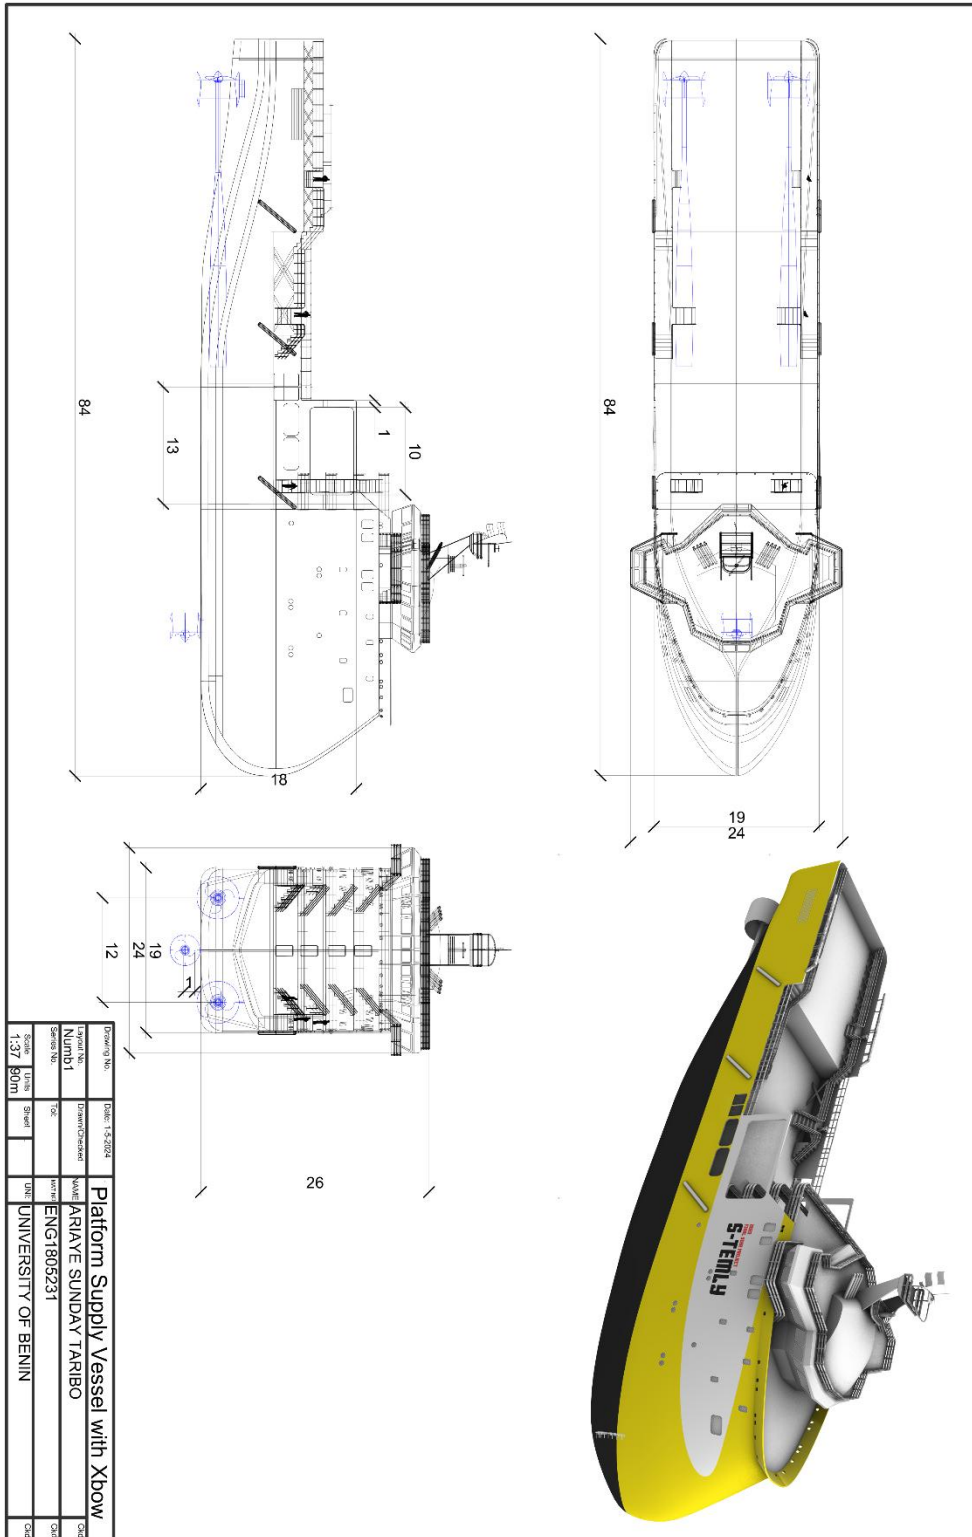 84
13
1
10
18
84
19
24
12
19
24
1
26
S-TEMLY
Platform Supply Vessel with Xbow
Drawing No.
Date: 1-5-2024
Layout No.
Numb1
Drawn/Checked
NAME
ARIAYE SUNDAY TARIBO
Series No.
Tol:
ENG1805231
Scale
1:37
Units
90m
Sheet
UNI:
UNIVERSITY OF BENIN